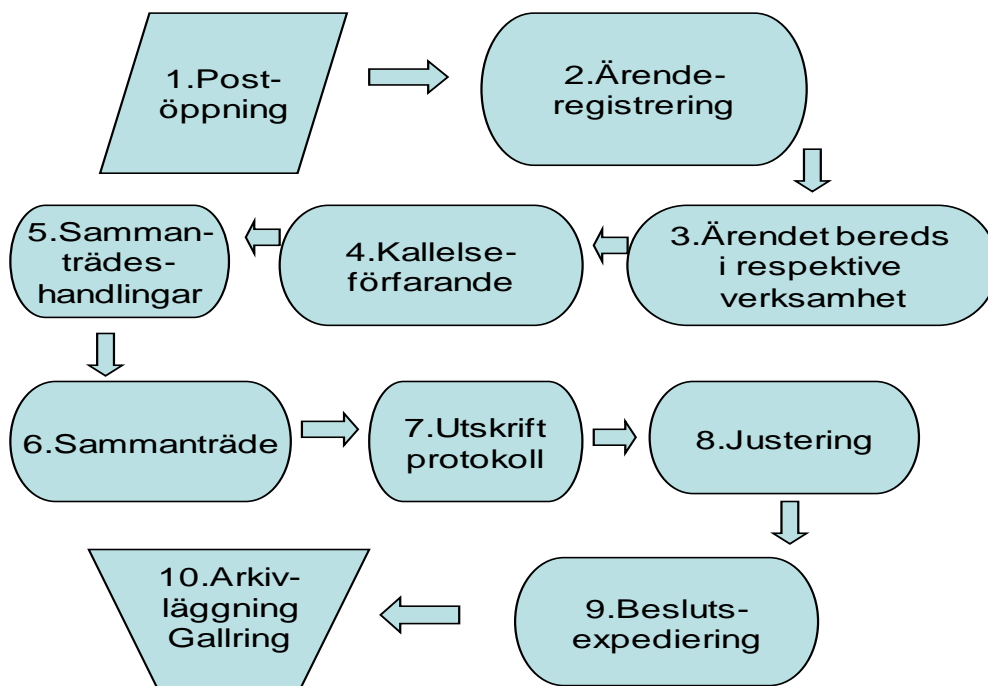 1.Post-
öppning
2.Ärende-
registrering
3.Ärendet bereds
i respektive
verksamhet
4.Kallelse-
förfarande
5.Samman-
trädes-
handlingar
6.Sammanträde
7.Utskrift
protokoll
8.Justering
9.Besluts-
expediering
10.Arkiv-
läggning
Gallring